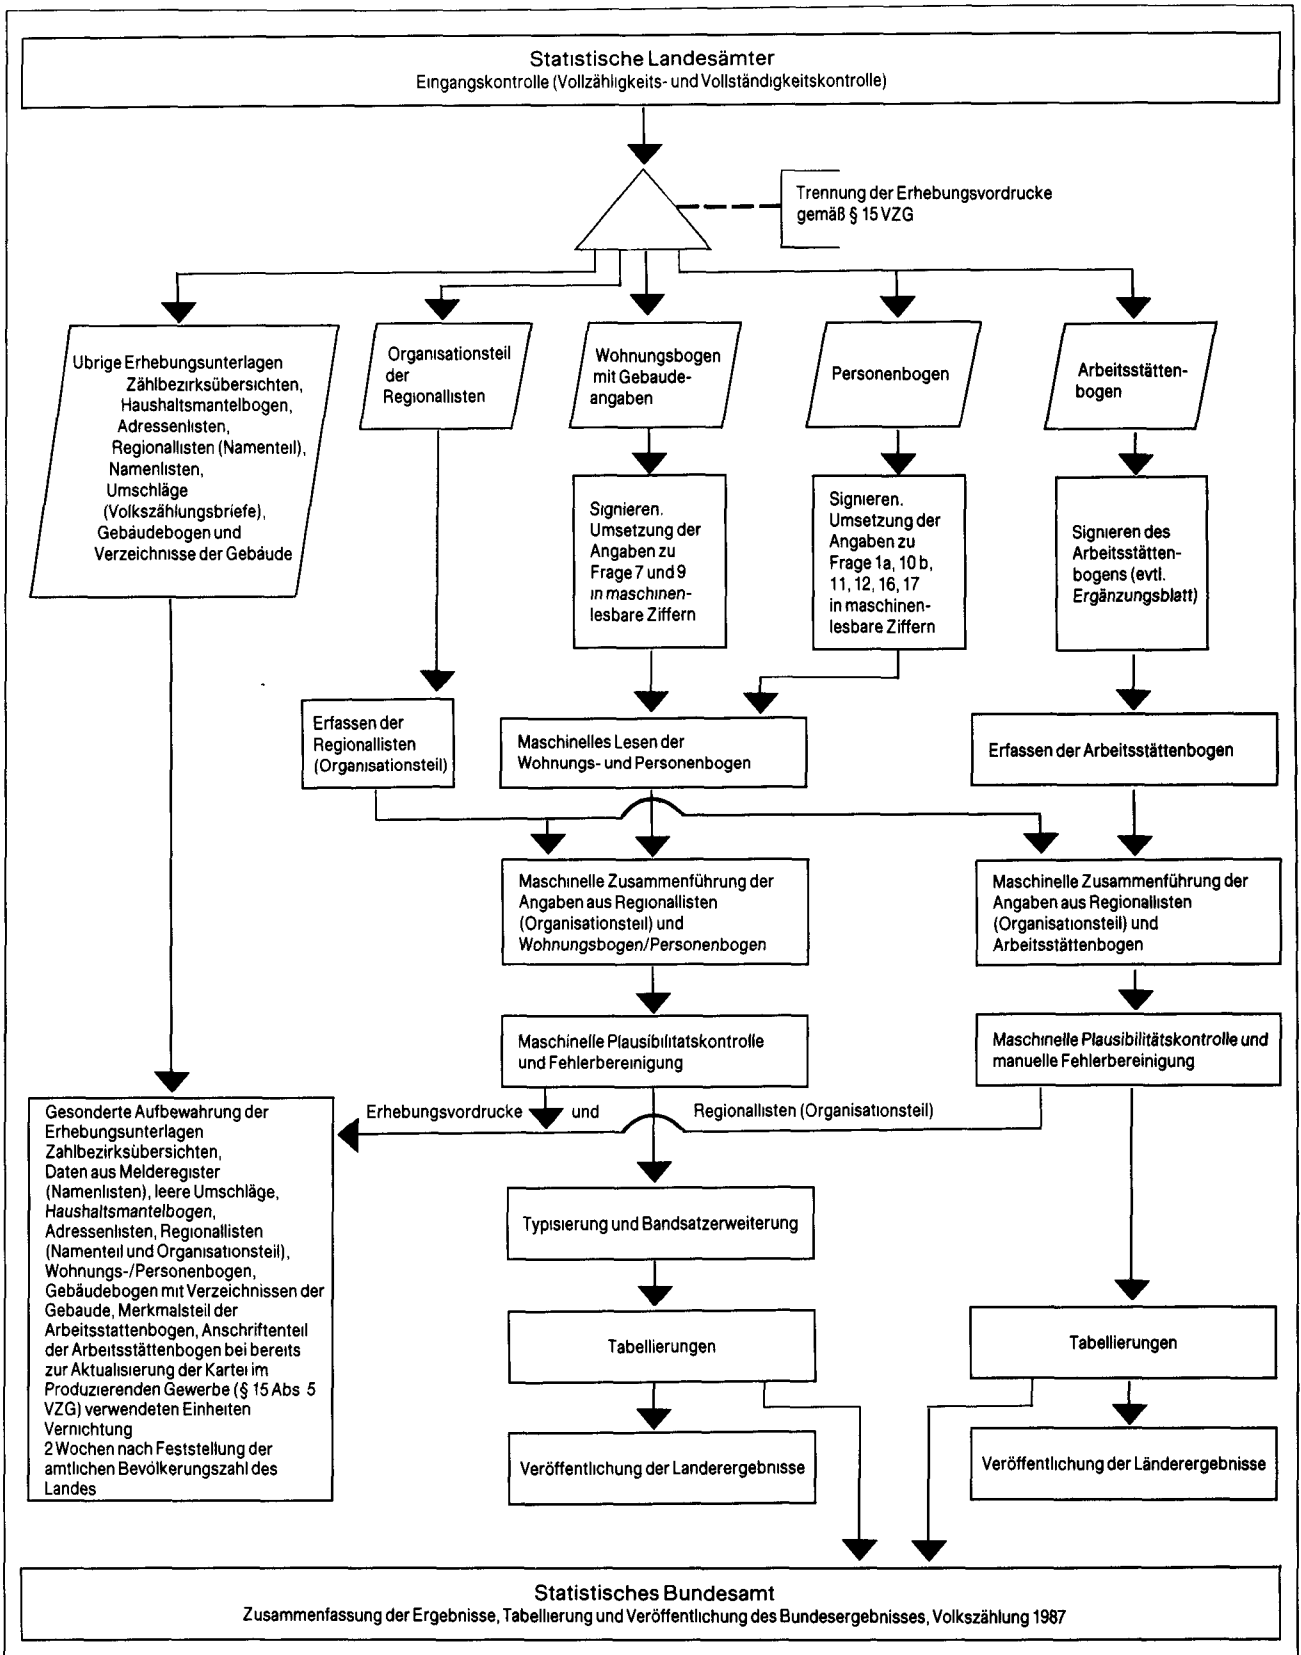 Statistische Landesämter
Eingangskontrolle (Vollzähligkeits- und Vollständigkeitskontrolle)
Trennung der Erhebungsvordrucke
gemäß § 15 VZG
Übrige Erhebungsunterlagen
Zählbezirksübersichten,
Haushaltsmantelbogen,
Adressenlisten,
Regionallisten (Namenteil),
Namenlisten,
Umschläge
(Volkszählungsbriefe),
Gebäudebogen und
Verzeichnisse der Gebäude
Organisationsteil
der
Regionallisten
Wohnungsbogen
mit Gebaude-
angaben
Personenbogen
Arbeitsstätten-
bogen
Signieren.
Umsetzung der
Angaben zu
Frage 7 und 9
in maschinen-
lesbare Ziffern
Signieren.
Umsetzung der
Angaben zu
Frage 1a, 10 b,
11, 12, 16, 17
in maschinen-
lesbare Ziffern
Signieren des
Arbeitsstätten-
bogens (evtl.
Ergänzungsblatt)
Erfassen der
Regionallisten
(Organisationsteil)
Maschinelles Lesen der
Wohnungs- und Personenbogen
Erfassen der Arbeitsstättenbogen
Maschinelle Zusammenführung der
Angaben aus Regionallisten
(Organisationsteil) und
Wohnungsbogen/Personenbogen
Maschinelle Zusammenführung der
Angaben aus Regionallisten
(Organisationsteil) und
Arbeitsstättenbogen
Maschinelle Plausibilitatskontrolle
und Fehlerbereinigung
Maschinelle Plausibilitätskontrolle und
manuelle Fehlerbereinigung
Erhebungsvordrucke und Regionallisten (Organisationsteil)
Gesonderte Aufbewahrung der
Erhebungsunterlagen
Zahlbezirksübersichten,
Daten aus Melderegister
(Namenlisten), leere Umschläge,
Haushaltsmantelbogen,
Adressenlisten, Regionallisten
(Namenteil und Organisationsteil),
Wohnungs-/Personenbogen,
Gebäudebogen mit Verzeichnissen der
Gebaude, Merkmalsteil der
Arbeitsstattenbogen, Anschriftenteil
der Arbeitsstättenbogen bei bereits
zur Aktualisierung der Kartei im
Produzierenden Gewerbe (§ 15 Abs 5
VZG) verwendeten Einheiten
Vernichtung
2 Wochen nach Feststellung der
amtlichen Bevölkerungszahl des
Landes
Typisierung und Bandsatzerweiterung
Tabellierungen
Tabellierungen
Veröffentlichung der Landerergebnisse
Veröffentlichung der Länderergebnisse
Statistisches Bundesamt
Zusammenfassung der Ergebnisse, Tabellierung und Veröffentlichung des Bundesergebnisses, Volkszählung 1987